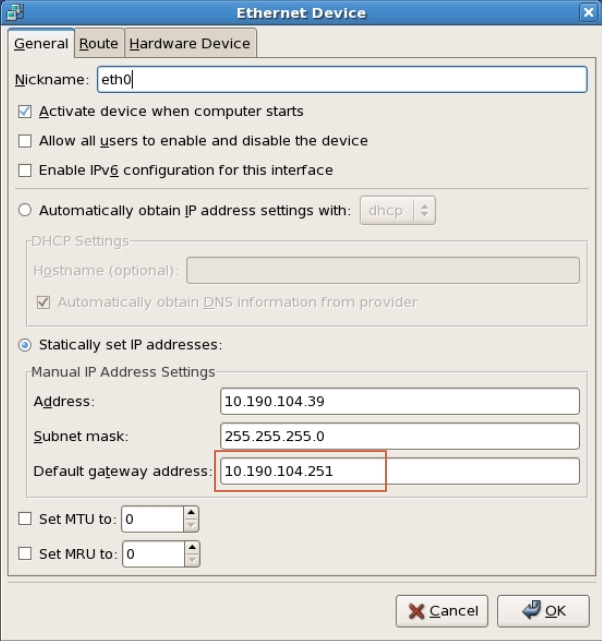 Ethernet Device
General Route Hardware Device
Nickname: eth0
Activate device when computer starts
Allow all users to enable and disable the device
Enable IPv6 configuration for this interface
Automatically obtain IP address settings with: dhcp
DHCP Settings
Hostname (optional):
Automatically obtain DNS information from provider
Statically set IP addresses:
Manual IP Address Settings
Address: 10.190.104.39
Subnet mask: 255.255.255.0
Default gateway address: 10.190.104.251
Set MTU to: 0
Set MRU to: 0
Cancel OK